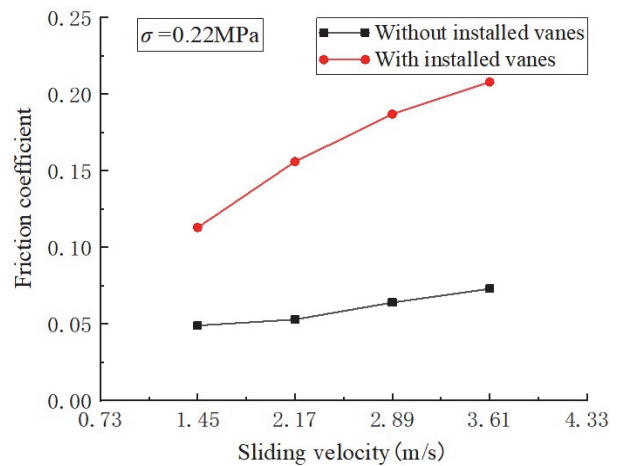 σ=0.22MPa
Without installed vanes
With installed vanes
Friction coefficient
0.25
0.20
0.15
0.10
0.05
0.00
0.73 1.45 2.17 2.89 3.61 4.33
Sliding velocity(m/s)